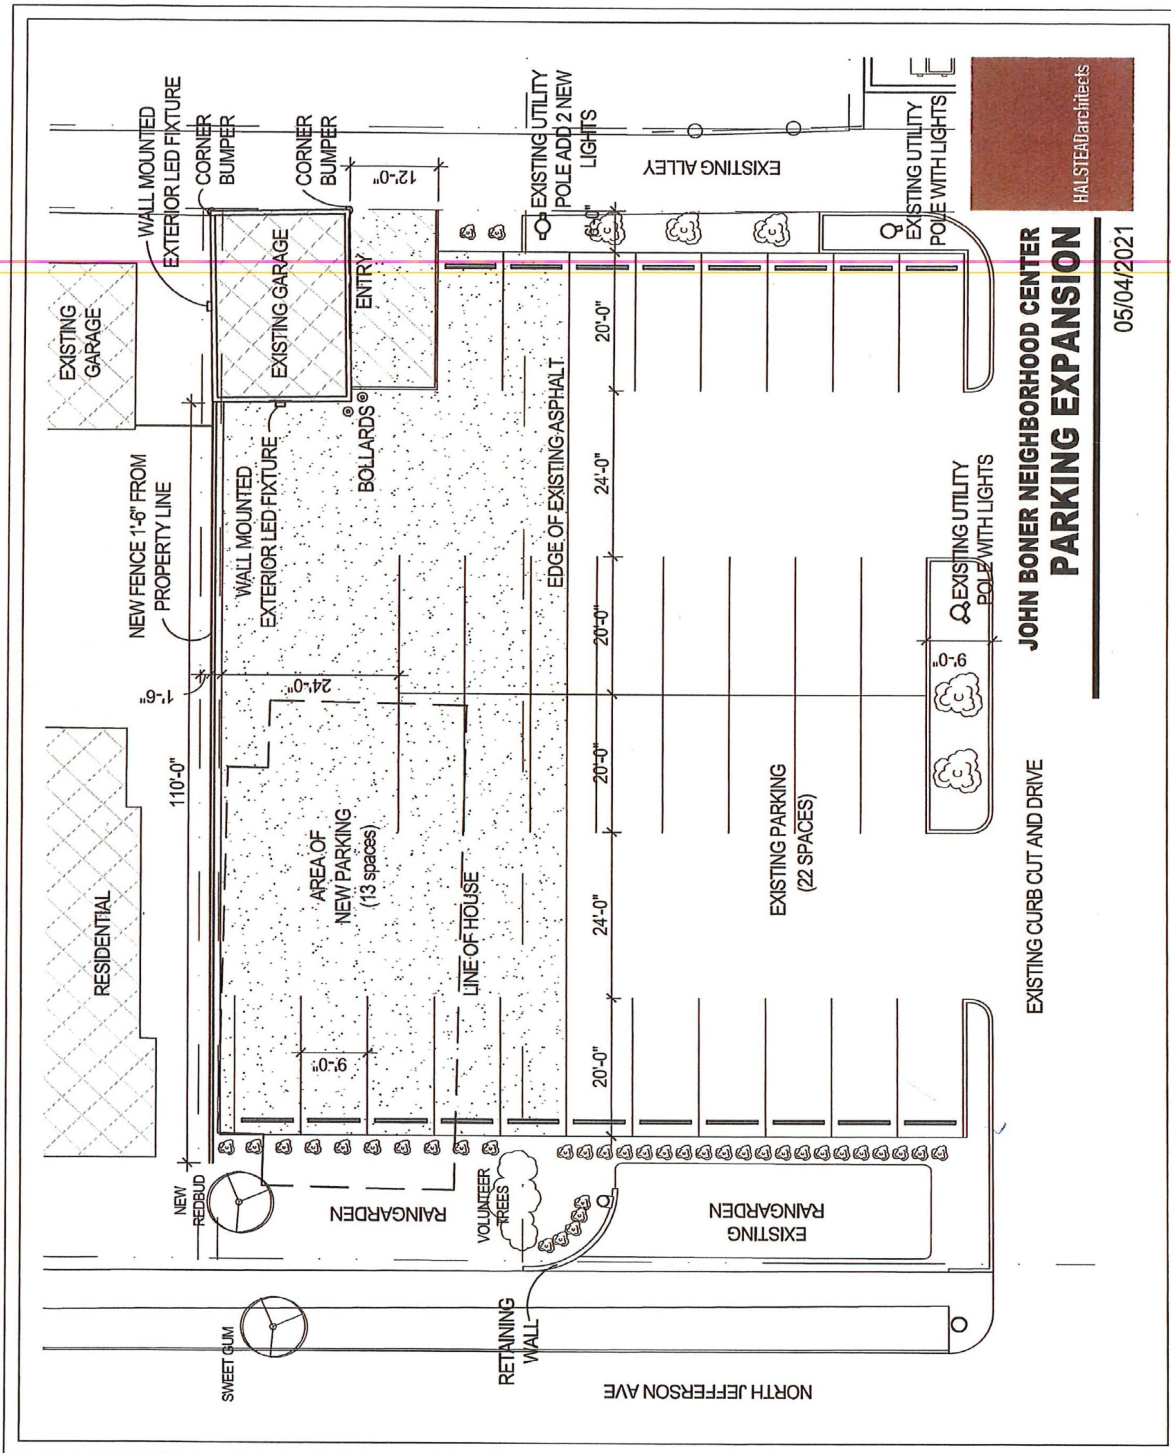 EXISTING
GARAGE
WALL MOUNTED
EXTERIOR LED FIXTURE
CORNER
BUMPER
CORNER
BUMPER
12'-0"
EXISTING GARAGE
ENTRY
EXISTING UTILITY
POLE ADD 2 NEW
LIGHTS
EXISTING ALLEY
6'-0"
EXISTING UTILITY
POLE WITH LIGHTS
NEW FENCE 1'-6" FROM
PROPERTY LINE
WALL MOUNTED
EXTERIOR LED FIXTURE
BOLLARDS
EDGE OF EXISTING ASPHALT
1'-6"
24'-0"
110'-0"
RESIDENTIAL
AREA OF
NEW PARKING
(13 spaces)
LINE OF HOUSE
9'-0"
20'-0"
24'-0"
20'-0"
20'-0"
24'-0"
20'-0"
EXISTING PARKING
(22 SPACES)
EXISTING UTILITY
POLE WITH LIGHTS
9'-0"
C
C
EXISTING CURB CUT AND DRIVE
NEW
REDBUD
RAINGARDEN
VOLUNTEER
TREES
EXISTING
RAINGARDEN
SWEET GUM
RETAINING
WALL
NORTH JEFFERSON AVE
JOHN BONER NEIGHBORHOOD CENTER
PARKING EXPANSION
05/04/2021
HALSTEADarchitects